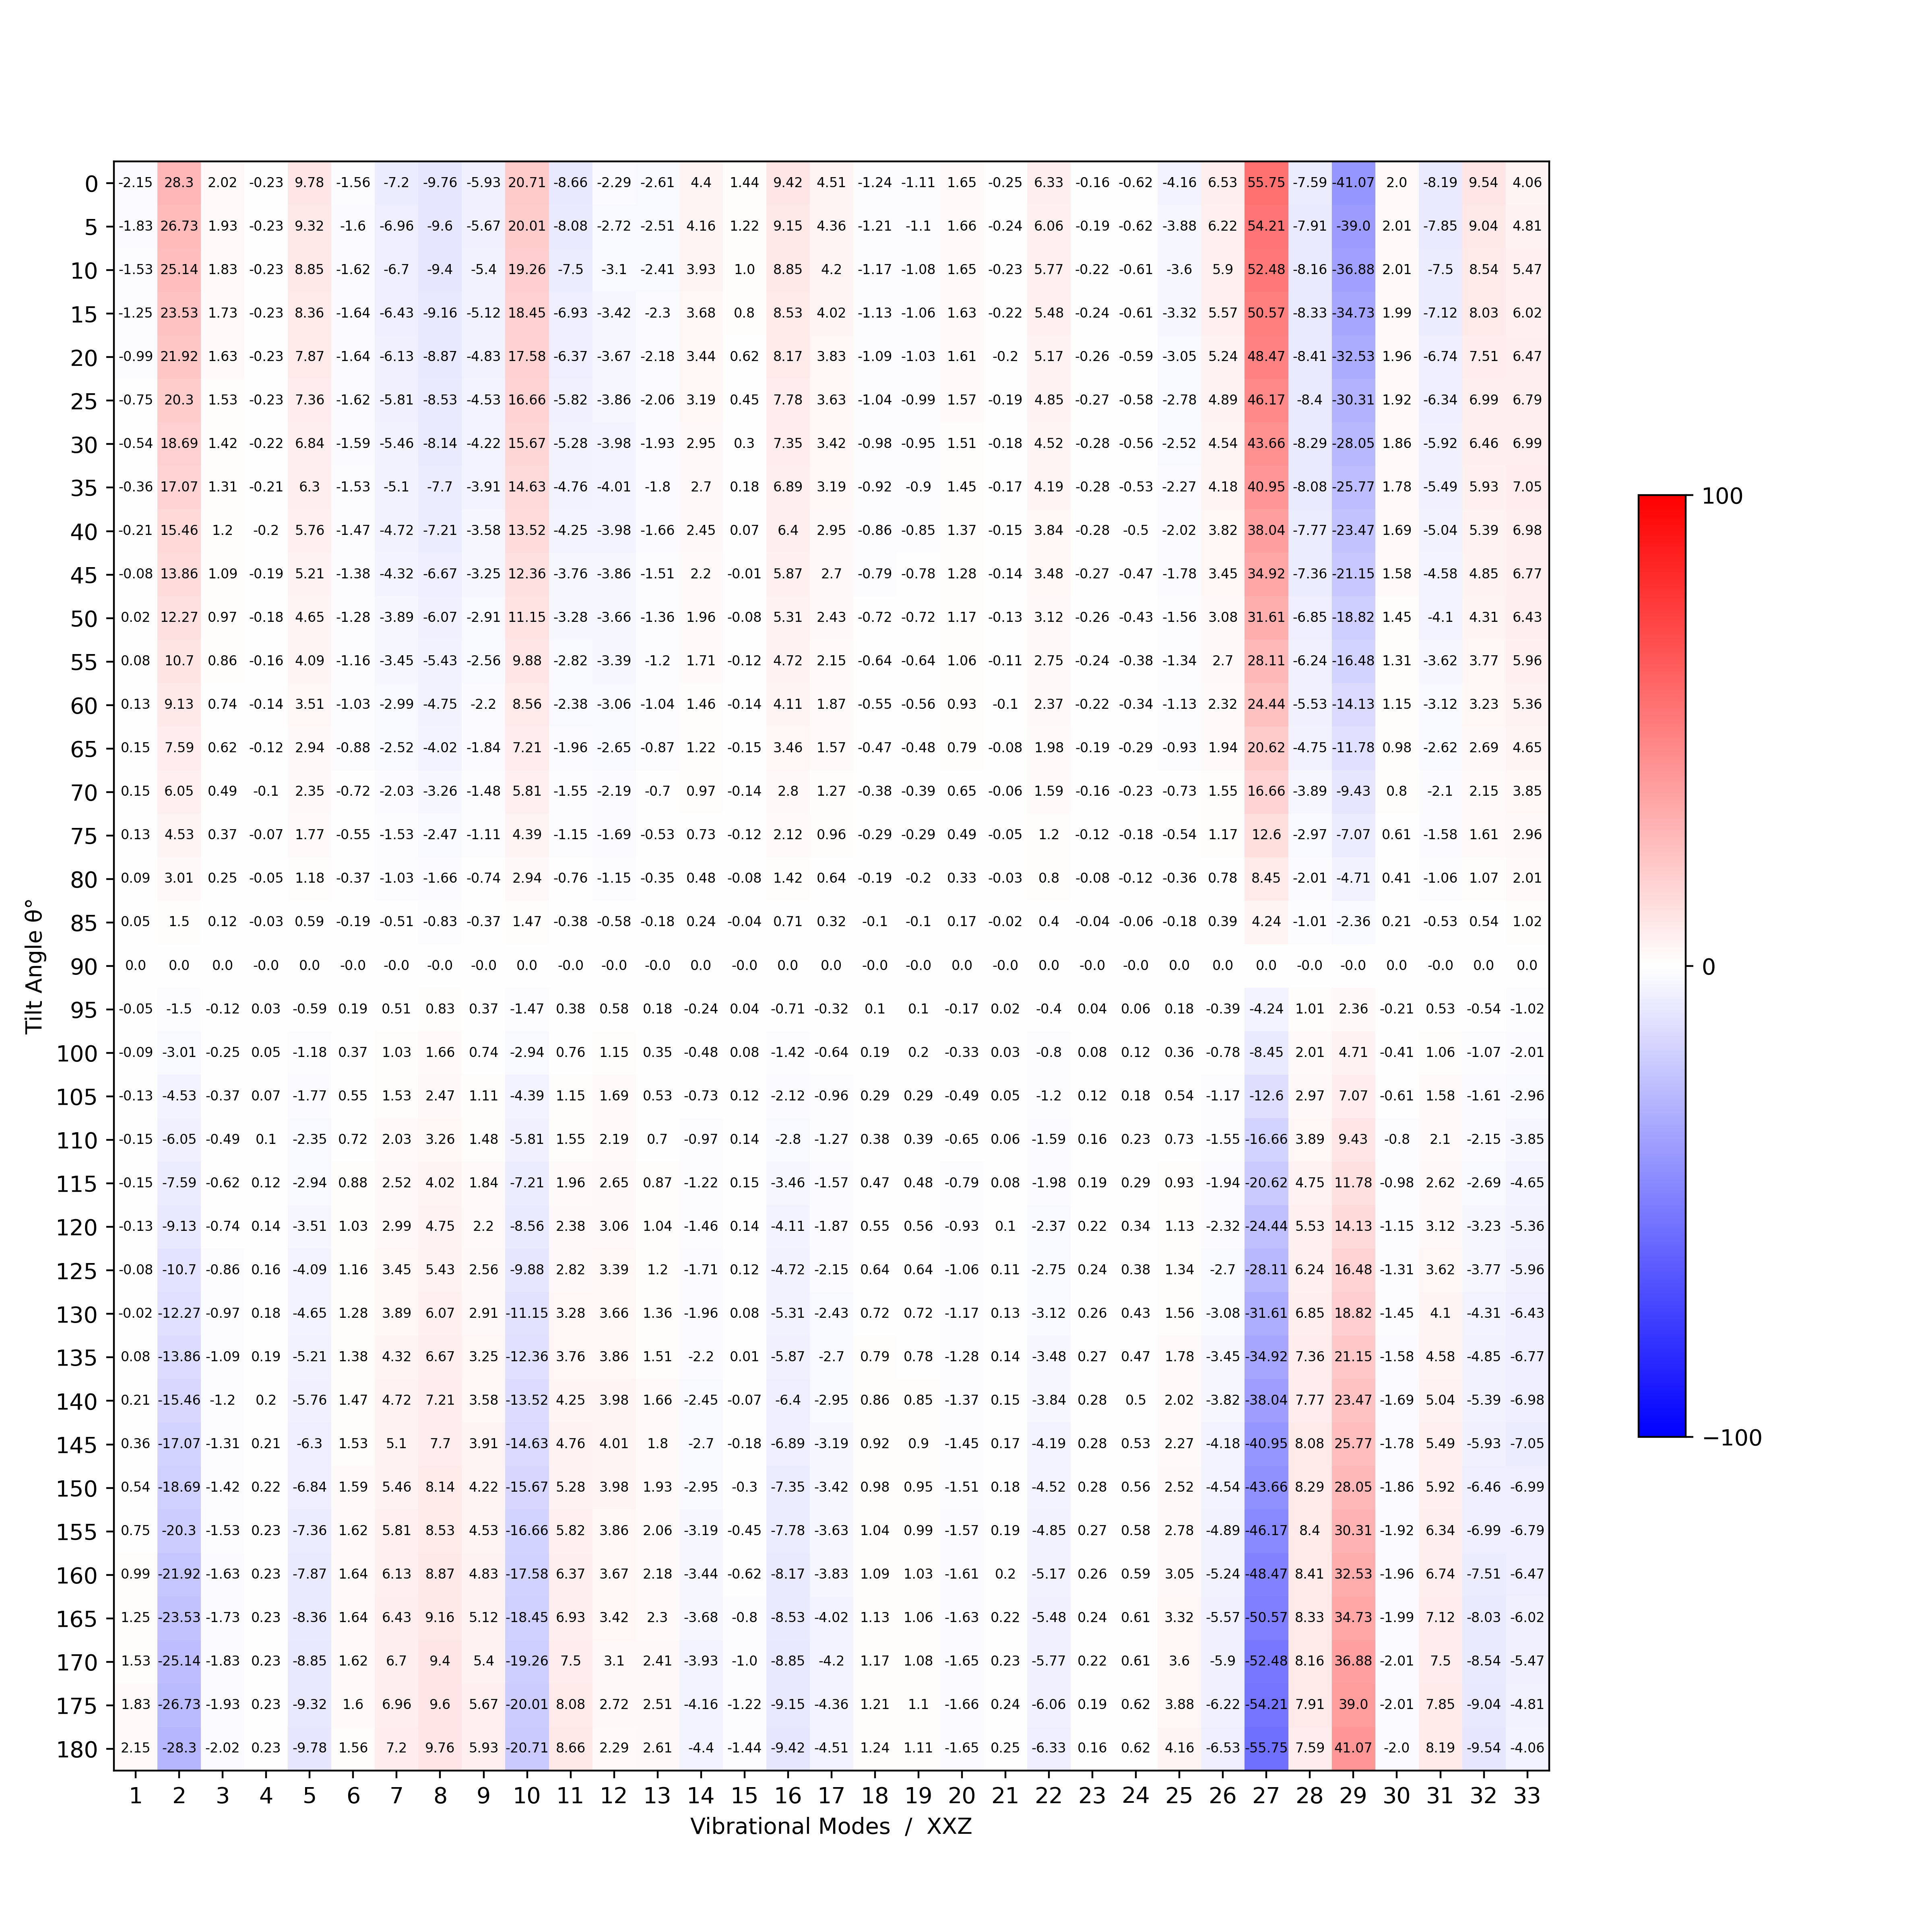 0 -2.15 28.3 2.02 -0.23 9.78 -1.56 -7.2 -9.76 -5.93 20.71 -8.66 -2.29 -2.61 4.4 1.44 9.42 4.51 -1.24 -1.11 1.65 -0.25 6.33 -0.16 -0.62 -4.16 6.53 55.75 -7.59 -41.07 2.0 -8.19 9.54 4.06
5 -1.83 26.73 1.93 -0.23 9.32 -1.6 -6.96 -9.6 -5.67 20.01 -8.08 -2.72 -2.51 4.16 1.22 9.15 4.36 -1.21 -1.1 1.66 -0.24 6.06 -0.19 -0.62 -3.88 6.22 54.21 -7.91 -39.0 2.01 -7.85 9.04 4.81
10 -1.53 25.14 1.83 -0.23 8.85 -1.62 -6.7 -9.4 -5.4 19.26 -7.5 -3.1 -2.41 3.93 1.0 8.85 4.2 -1.17 -1.08 1.65 -0.23 5.77 -0.22 -0.61 -3.6 5.9 52.48 -8.16 -36.88 2.01 -7.5 8.54 5.47
15 -1.25 23.53 1.73 -0.23 8.36 -1.64 -6.43 -9.16 -5.12 18.45 -6.93 -3.42 -2.3 3.68 0.8 8.53 4.02 -1.13 -1.06 1.63 -0.22 5.48 -0.24 -0.61 -3.32 5.57 50.57 -8.33 -34.73 1.99 -7.12 8.03 6.02
20 -0.99 21.92 1.63 -0.23 7.87 -1.64 -6.13 -8.87 -4.83 17.58 -6.37 -3.67 -2.18 3.44 0.62 8.17 3.83 -1.09 -1.03 1.61 -0.2 5.17 -0.26 -0.59 -3.05 5.24 48.47 -8.41 -32.53 1.96 -6.74 7.51 6.47
25 -0.75 20.3 1.53 -0.23 7.36 -1.62 -5.81 -8.53 -4.53 16.66 -5.82 -3.86 -2.06 3.19 0.45 7.78 3.63 -1.04 -0.99 1.57 -0.19 4.85 -0.27 -0.58 -2.78 4.89 46.17 -8.4 -30.31 1.92 -6.34 6.99 6.79
30 -0.54 18.69 1.42 -0.22 6.84 -1.59 -5.46 -8.14 -4.22 15.67 -5.28 -3.98 -1.93 2.95 0.3 7.35 3.42 -0.98 -0.95 1.51 -0.18 4.52 -0.28 -0.56 -2.52 4.54 43.66 -8.29 -28.05 1.86 -5.92 6.46 6.99
35 -0.36 17.07 1.31 -0.21 6.3 -1.53 -5.1 -7.7 -3.91 14.63 -4.76 -4.01 -1.8 2.7 0.18 6.89 3.19 -0.92 -0.9 1.45 -0.17 4.19 -0.28 -0.53 -2.27 4.18 40.95 -8.08 -25.77 1.78 -5.49 5.93 7.05
40 -0.21 15.46 1.2 -0.2 5.76 -1.47 -4.72 -7.21 -3.58 13.52 -4.25 -3.98 -1.66 2.45 0.07 6.4 2.95 -0.86 -0.85 1.37 -0.15 3.84 -0.28 -0.5 -2.02 3.82 38.04 -7.77 -23.47 1.69 -5.04 5.39 6.98
45 -0.08 13.86 1.09 -0.19 5.21 -1.38 -4.32 -6.67 -3.25 12.36 -3.76 -3.86 -1.51 2.2 -0.01 5.87 2.7 -0.79 -0.78 1.28 -0.14 3.48 -0.27 -0.47 -1.78 3.45 34.92 -7.36 -21.15 1.58 -4.58 4.85 6.77
50 0.02 12.27 0.97 -0.18 4.65 -1.28 -3.89 -6.07 -2.91 11.15 -3.28 -3.66 -1.36 1.96 -0.08 5.31 2.43 -0.72 -0.72 1.17 -0.13 3.12 -0.26 -0.43 -1.56 3.08 31.61 -6.85 -18.82 1.45 -4.1 4.31 6.43
55 0.08 10.7 0.86 -0.16 4.09 -1.16 -3.45 -5.43 -2.56 9.88 -2.82 -3.39 -1.2 1.71 -0.12 4.72 2.15 -0.64 -0.64 1.06 -0.11 2.75 -0.24 -0.38 -1.34 2.7 28.11 -6.24 -16.48 1.31 -3.62 3.77 5.96
60 0.13 9.13 0.74 -0.14 3.51 -1.03 -2.99 -4.75 -2.2 8.56 -2.38 -3.06 -1.04 1.46 -0.14 4.11 1.87 -0.55 -0.56 0.93 -0.1 2.37 -0.22 -0.34 -1.13 2.32 24.44 -5.53 -14.13 1.15 -3.12 3.23 5.36
65 0.15 7.59 0.62 -0.12 2.94 -0.88 -2.52 -4.02 -1.84 7.21 -1.96 -2.65 -0.87 1.22 -0.15 3.46 1.57 -0.47 -0.48 0.79 -0.08 1.98 -0.19 -0.29 -0.93 1.94 20.62 -4.75 -11.78 0.98 -2.62 2.69 4.65
70 0.15 6.05 0.49 -0.1 2.35 -0.72 -2.03 -3.26 -1.48 5.81 -1.55 -2.19 -0.7 0.97 -0.14 2.8 1.27 -0.38 -0.39 0.65 -0.06 1.59 -0.16 -0.23 -0.73 1.55 16.66 -3.89 -9.43 0.8 -2.1 2.15 3.85
75 0.13 4.53 0.37 -0.07 1.77 -0.55 -1.53 -2.47 -1.11 4.39 -1.15 -1.69 -0.53 0.73 -0.12 2.12 0.96 -0.29 -0.29 0.49 -0.05 1.2 -0.12 -0.18 -0.54 1.17 12.6 -2.97 -7.07 0.61 -1.58 1.61 2.96
80 0.09 3.01 0.25 -0.05 1.18 -0.37 -1.03 -1.66 -0.74 2.94 -0.76 -1.15 -0.35 0.48 -0.08 1.42 0.64 -0.19 -0.2 0.33 -0.03 0.8 -0.08 -0.12 -0.36 0.78 8.45 -2.01 -4.71 0.41 -1.06 1.07 2.01
85 0.05 1.5 0.12 -0.03 0.59 -0.19 -0.51 -0.83 -0.37 1.47 -0.38 -0.58 -0.18 0.24 -0.04 0.71 0.32 -0.1 -0.1 0.17 -0.02 0.4 -0.04 -0.06 -0.18 0.39 4.24 -1.01 -2.36 0.21 -0.53 0.54 1.02
90 0.0 0.0 0.0 -0.0 0.0 -0.0 -0.0 -0.0 -0.0 0.0 -0.0 -0.0 -0.0 0.0 -0.0 0.0 0.0 -0.0 -0.0 0.0 -0.0 0.0 -0.0 -0.0 -0.0 0.0 0.0 -0.0 -0.0 0.0 -0.0 0.0 0.0
95 -0.05 -1.5 -0.12 0.03 -0.59 0.19 0.51 0.83 0.37 -1.47 0.38 0.58 0.18 -0.24 0.04 -0.71 -0.32 0.1 0.1 -0.17 0.02 -0.4 0.04 0.06 0.18 -0.39 -4.24 1.01 2.36 -0.21 0.53 -0.54 -1.02
100 -0.09 -3.01 -0.25 0.05 -1.18 0.37 1.03 1.66 0.74 -2.94 0.76 1.15 0.35 -0.48 0.08 -1.42 -0.64 0.19 0.2 -0.33 0.03 -0.8 0.08 0.12 0.36 -0.78 -8.45 2.01 4.71 -0.41 1.06 -1.07 -2.01
105 -0.13 -4.53 -0.37 0.07 -1.77 0.55 1.53 2.47 1.11 -4.39 1.15 1.69 0.53 -0.73 0.12 -2.12 -0.96 0.29 0.29 -0.49 0.05 -1.2 0.12 0.18 0.54 -1.17 -12.6 2.97 7.07 -0.61 1.58 -1.61 -2.96
110 -0.15 -6.05 -0.49 0.1 -2.35 0.72 2.03 3.26 1.48 -5.81 1.55 2.19 0.7 -0.97 0.14 -2.8 -1.27 0.38 0.39 -0.65 0.06 -1.59 0.16 0.23 0.73 -1.55 -16.66 3.89 9.43 -0.8 2.1 -2.15 -3.85
115 -0.15 -7.59 -0.62 0.12 -2.94 0.88 2.52 4.02 1.84 -7.21 1.96 2.65 0.87 -1.22 0.15 -3.46 -1.57 0.47 0.48 -0.79 0.08 -1.98 0.19 0.29 0.93 -1.94 -20.62 4.75 11.78 -0.98 2.62 -2.69 -4.65
120 -0.13 -9.13 -0.74 0.14 -3.51 1.03 2.99 4.75 2.2 -8.56 2.38 3.06 1.04 -1.46 0.14 -4.11 -1.87 0.55 0.56 -0.93 0.1 -2.37 0.22 0.34 1.13 -2.32 -24.44 5.53 14.13 -1.15 3.12 -3.23 -5.36
125 -0.08 -10.7 -0.86 0.16 -4.09 1.16 3.45 5.43 2.56 -9.88 2.82 3.39 1.2 -1.71 0.12 -4.72 -2.15 0.64 0.64 -1.06 0.11 -2.75 0.24 0.38 1.34 -2.7 -28.11 6.24 16.48 -1.31 3.62 -3.77 -5.96
130 -0.02 -12.27 -0.97 0.18 -4.65 1.28 3.89 6.07 2.91 -11.15 3.28 3.66 1.36 -1.96 0.08 -5.31 -2.43 0.72 0.72 -1.17 0.13 -3.12 0.26 0.43 1.56 -3.08 -31.61 6.85 18.82 -1.45 4.1 -4.31 -6.43
135 0.08 -13.86 -1.09 0.19 -5.21 1.38 4.32 6.67 3.25 -12.36 3.76 3.86 1.51 -2.2 0.01 -5.87 -2.7 0.79 0.78 -1.28 0.14 -3.48 0.27 0.47 1.78 -3.45 -34.92 7.36 21.15 -1.58 4.58 -4.85 -6.77
140 0.21 -15.46 -1.2 0.2 -5.76 1.47 4.72 7.21 3.58 -13.52 4.25 3.98 1.66 -2.45 -0.07 -6.4 -2.95 0.86 0.85 -1.37 0.15 -3.84 0.28 0.5 2.02 -3.82 -38.04 7.77 23.47 -1.69 5.04 -5.39 -6.98
145 0.36 -17.07 -1.31 0.21 -6.3 1.53 5.1 7.7 3.91 -14.63 4.76 4.01 1.8 -2.7 -0.18 -6.89 -3.19 0.92 0.9 -1.45 0.17 -4.19 0.28 0.53 2.27 -4.18 -40.95 8.08 25.77 -1.78 5.49 -5.93 -7.05
150 0.54 -18.69 -1.42 0.22 -6.84 1.59 5.46 8.14 4.22 -15.67 5.28 3.98 1.93 -2.95 -0.3 -7.35 -3.42 0.98 0.95 -1.51 0.18 -4.52 0.28 0.56 2.52 -4.54 -43.66 8.29 28.05 -1.86 5.92 -6.46 -6.99
155 0.75 -20.3 -1.53 0.23 -7.36 1.62 5.81 8.53 4.53 -16.66 5.82 3.86 2.06 -3.19 -0.45 -7.78 -3.63 1.04 0.99 -1.57 0.19 -4.85 0.27 0.58 2.78 -4.89 -46.17 8.4 30.31 -1.92 6.34 -6.99 -6.79
160 0.99 -21.92 -1.63 0.23 -7.87 1.64 6.13 8.87 4.83 -17.58 6.37 3.67 2.18 -3.44 -0.62 -8.17 -3.83 1.09 1.03 -1.61 0.2 -5.17 0.26 0.59 3.05 -5.24 -48.47 8.41 32.53 -1.96 6.74 -7.51 -6.47
165 1.25 -23.53 -1.73 0.23 -8.36 1.64 6.43 9.16 5.12 -18.45 6.93 3.42 2.3 -3.68 -0.8 -8.53 -4.02 1.13 1.06 -1.63 0.22 -5.48 0.24 0.61 3.32 -5.57 -50.57 8.33 34.73 -1.99 7.12 -8.03 -6.02
170 1.53 -25.14 -1.83 0.23 -8.85 1.62 6.7 9.4 5.4 -19.26 7.5 3.1 2.41 -3.93 -1.0 -8.85 -4.2 1.17 1.08 -1.65 0.23 -5.77 0.22 0.61 3.6 -5.9 -52.48 8.16 36.88 -2.01 7.5 -8.54 -5.47
175 1.83 -26.73 -1.93 0.23 -9.32 1.6 6.96 9.6 5.67 -20.01 8.08 2.72 2.51 -4.16 -1.22 -9.15 -4.36 1.21 1.1 -1.66 0.24 -6.06 0.19 0.62 3.88 -6.22 -54.21 7.91 39.0 -2.01 7.85 -9.04 -4.81
180 2.15 -28.3 -2.02 0.23 -9.78 1.56 7.2 9.76 5.93 -20.71 8.66 2.29 2.61 -4.4 -1.44 -9.42 -4.51 1.24 1.11 -1.65 0.25 -6.33 0.16 0.62 4.16 -6.53 -55.75 7.59 41.07 -2.0 8.19 -9.54 -4.06
1 2 3 4 5 6 7 8 9 10 11 12 13 14 15 16 17 18 19 20 21 22 23 24 25 26 27 28 29 30 31 32 33
Vibrational Modes / XXZ
Tilt Angle θ°
100
0
−100